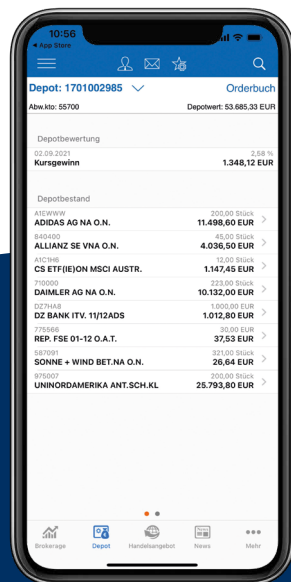 10:56
◀ App Store
Depot: 1701002985 Orderbuch
Abw.kto: 55700 Depotwert: 53.685,33 EUR
Depotbewertung
02.09.2021 2,58 %
Kursgewinn 1.348,12 EUR
Depotbestand
A1EWWW 200,00 Stück
ADIDAS AG NA O.N. 11.498,60 EUR
840400 45,00 Stück
ALLIANZ SE VNA O.N. 4.036,50 EUR
A1C1H6 12,00 Stück
CS ETF(IE)ON MSCI AUSTR. 1.147,45 EUR
710000 223,00 Stück
DAIMLER AG NA O.N. 10.132,00 EUR
DZ7HAB 1.000,00 EUR
DZ BANK ITV. 11/12ADS 1.012,80 EUR
775566 30,00 EUR
REP. FSE 01-12 O.A.T. 37,53 EUR
587091 321,00 Stück
SONNE + WIND BET.NA O.N. 26,64 EUR
975007 200,00 Stück
UNINORDAMERIKA ANT.SCH.KL 25.793,80 EUR
Brokerage Depot Handelsangebot News Mehr